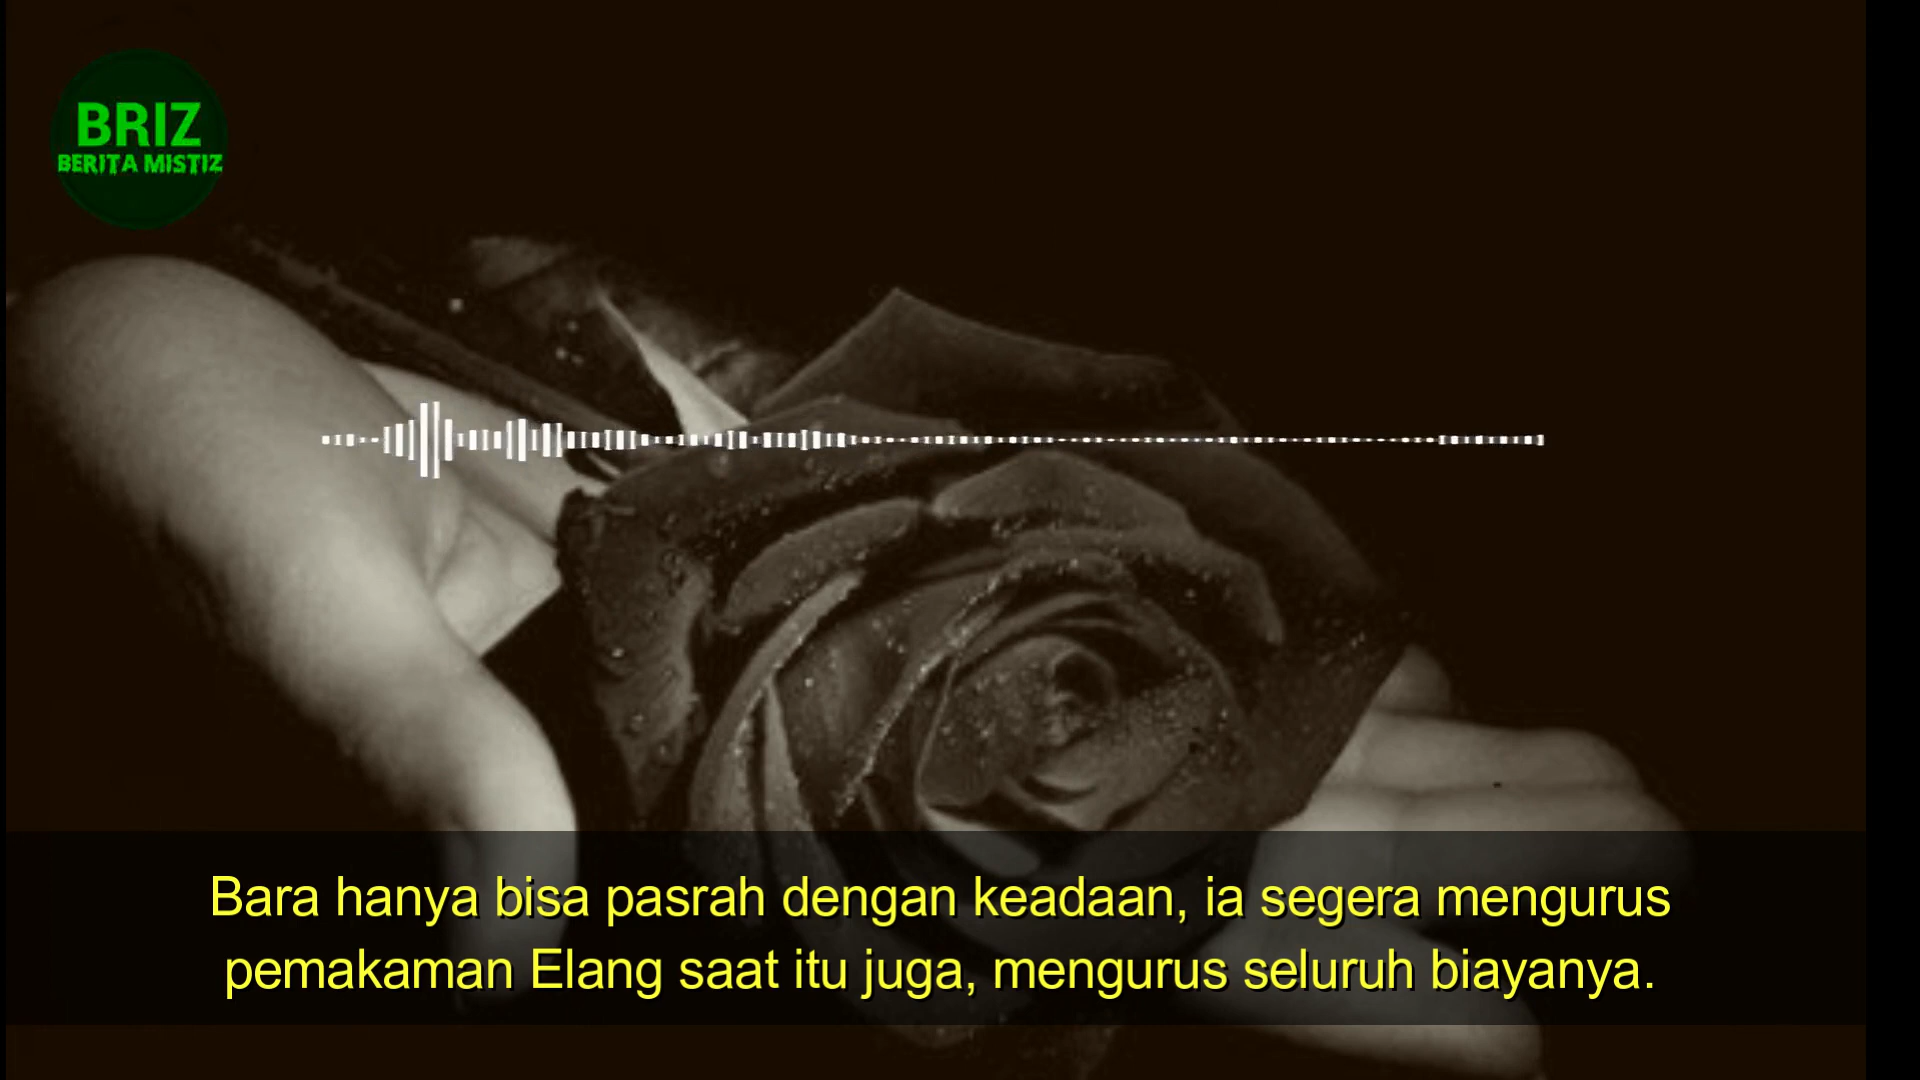 BRIZ
BERITA MISTIZ
Bara hanya bisa pasrah dengan keadaan, ia segera mengurus
pemakaman Elang saat itu juga, mengurus seluruh biayanya.